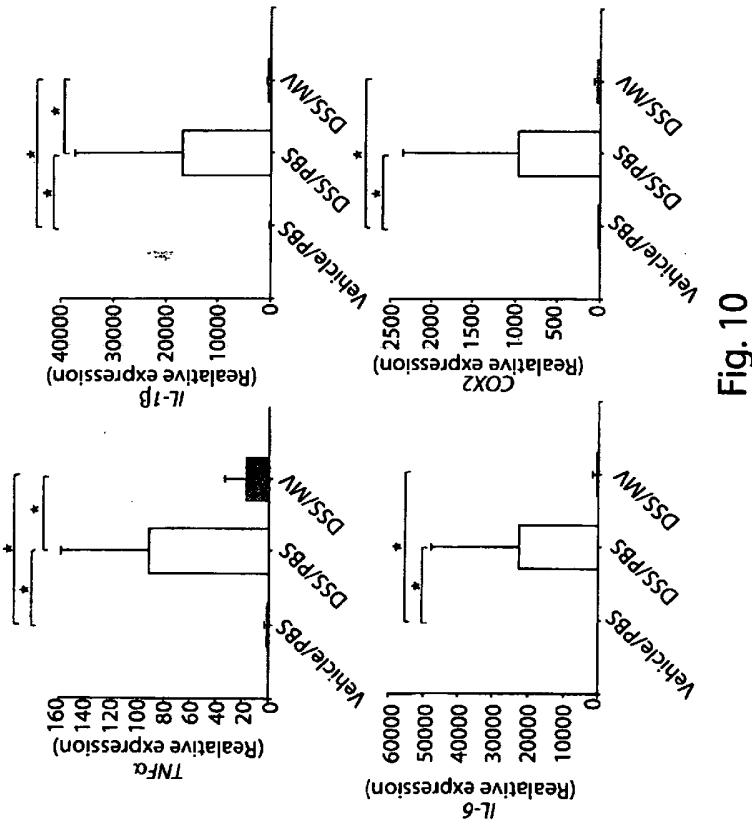 TNFα
(Realative expression)
160
140
120
100
80
60
40
20
0
*
*
*
Vehicle/PBS
DSS/PBS
DSS/MV
IL-1β
(Realative expression)
40000
30000
20000
10000
0
*
*
*
Vehicle/PBS
DSS/PBS
DSS/MV
IL-6
(Realative expression)
60000
50000
40000
30000
20000
10000
0
*
*
Vehicle/PBS
DSS/PBS
DSS/MV
COX2
(Realative expression)
2500
2000
1500
1000
500
0
*
*
Vehicle/PBS
DSS/PBS
DSS/MV
Fig. 10